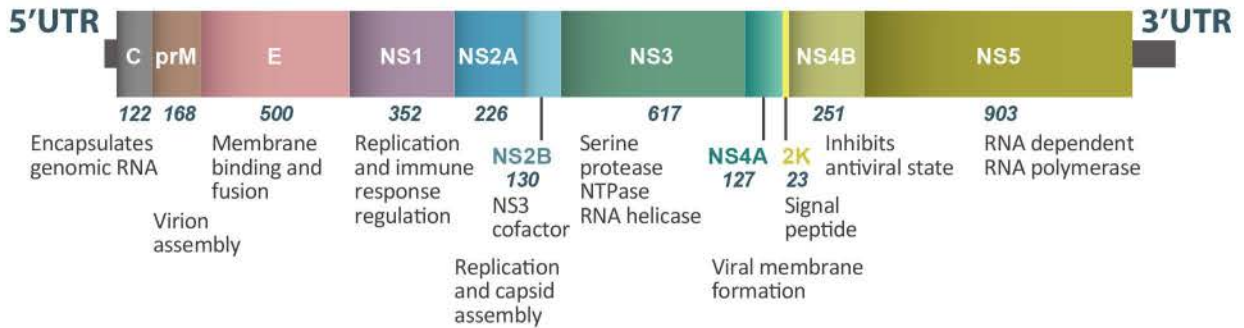 5'UTR
3'UTR
C prM E NS1 NS2A NS3 NS4B NS5
122 168 500 352 226 617 251 903
Encapsulates
genomic RNA
Virion
assembly
Membrane
binding and
fusion
Replication
and immune
response
regulation
NS2B
130
NS3
cofactor
Replication
and capsid
assembly
Serine
protease
NTPase
RNA helicase
NS4A
127
Viral membrane
formation
2K
23
Signal
peptide
Inhibits
antiviral state
RNA dependent
RNA polymerase